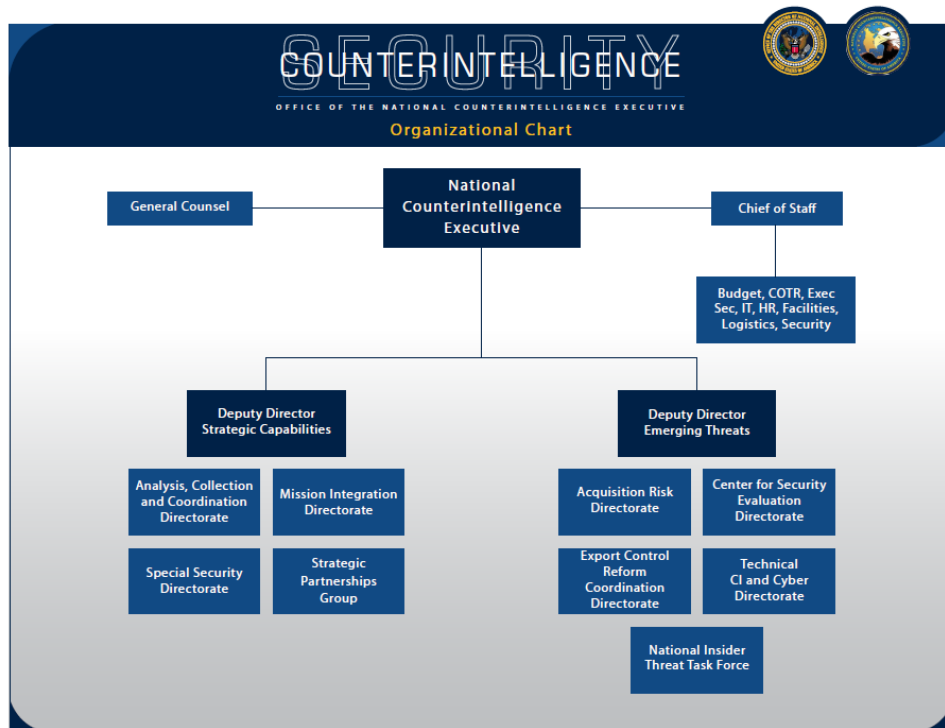 SECURITY
COUNTERINTELLIGENCE
OFFICE OF THE NATIONAL COUNTERINTELLIGENCE EXECUTIVE
Organizational Chart
National
Counterintelligence
Executive
General Counsel
Chief of Staff
Budget, COTR, Exec
Sec, IT, HR, Facilities,
Logistics, Security
Deputy Director
Strategic Capabilities
Analysis, Collection
and Coordination
Directorate
Mission Integration
Directorate
Special Security
Directorate
Strategic
Partnerships
Group
Deputy Director
Emerging Threats
Acquisition Risk
Directorate
Center for Security
Evaluation
Directorate
Export Control
Reform
Coordination
Directorate
Technical
CI and Cyber
Directorate
National Insider
Threat Task Force